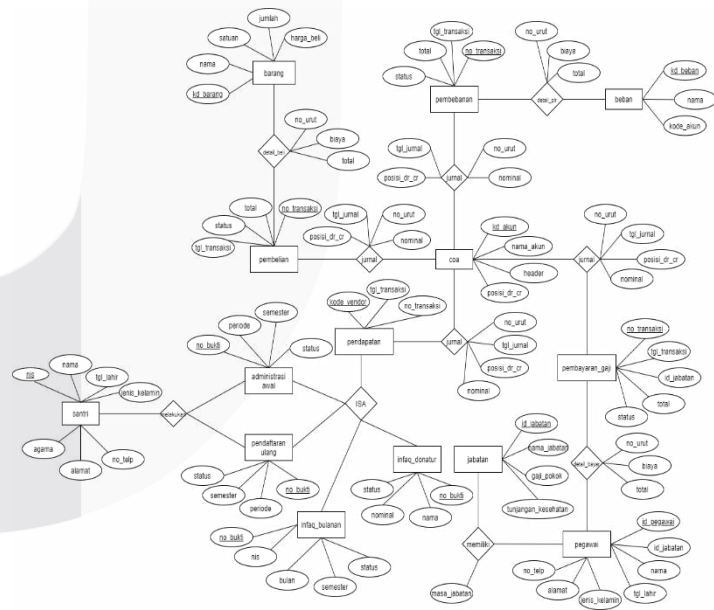 jumlah
satuan
harga_beli
nama
barang
kd_barang
no_urut
detail_beli
biaya
total
total
no_transaksi
status
tgl_transaksi
pembelian
tgl_jurnal
no_urut
posisi_dr_cr
nominal
jurnal
tgl_transaksi
total
no_transaksi
status
pembebanan
no_urut
biaya
total
detail_plr
kd_beban
beban
nama
kode_akun
tgl_jurnal
no_urut
posisi_dr_cr
jurnal
nominal
kd_akun
nama_akun
coa
header
posisi_dr_cr
no_urut
tgl_jurnal
posisi_dr_cr
jurnal
nominal
tgl_transaksi
kode_vendor
no_transaksi
pendapatan
jurnal
no_urut
tgl_jurnal
posisi_dr_cr
nominal
semester
periode
no_bukti
status
administrasi
awal
nama
nis
tgl_lahir
jenis_kelamin
santri
melakukan
agama
alamat
no_telp
pendaftaran
ulang
status
semester
periode
no_bukti
ISA
infaq_donatur
status
nominal
nama
no_bukti
infaq_bulanan
no_bukti
nis
bulan
semester
status
no_transaksi
tgl_transaksi
pembayaran_gaji
id_jabatan
total
status
id_jabatan
nama_jabatan
jabatan
gaji_pokok
tunjangan_kesehatan
no_urut
detail_bayar
biaya
total
memiliki
masa_jabatan
id_pegawai
pegawai
id_jabatan
nama
tgl_lahir
jenis_kelamin
alamat
no_telp